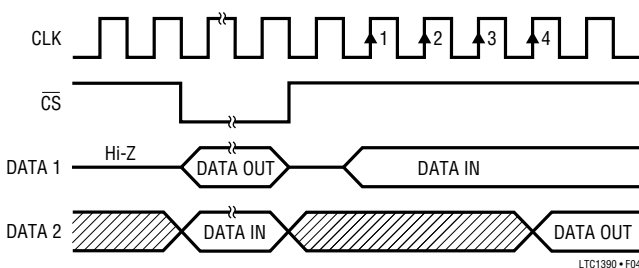 CLK 1 2 3 4
CS
DATA 1 Hi-Z DATA OUT DATA IN
DATA 2 DATA IN DATA OUT
LTC1390 • F04